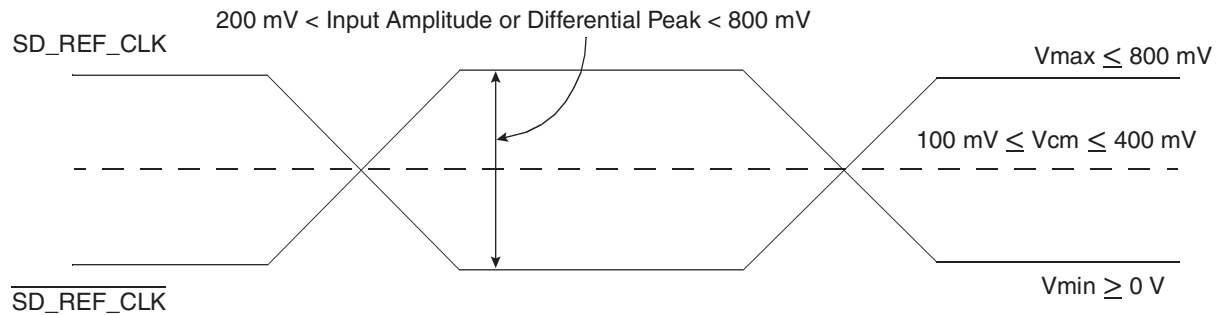 200 mV < Input Amplitude or Differential Peak < 800 mV
SD_REF_CLK
Vmax ≤ 800 mV
100 mV ≤ Vcm ≤ 400 mV
Vmin ≥ 0 V
SD_REF_CLK